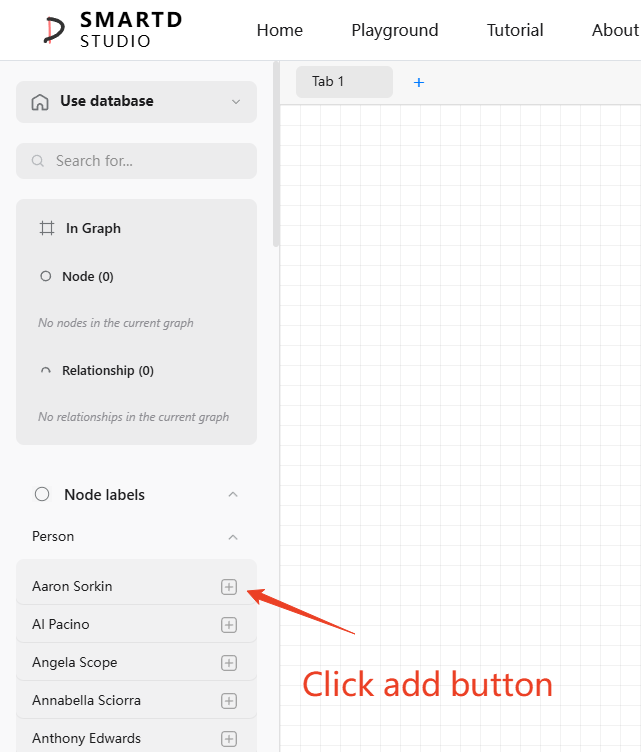 SMARTD
STUDIO
Home Playground Tutorial About
Use database
Tab 1 +
Search for...
In Graph
Node (0)
No nodes in the current graph
Relationship (0)
No relationships in the current graph
Node labels
Person
Aaron Sorkin
Al Pacino
Angela Scope
Annabella Sciorra
Anthony Edwards
Click add button